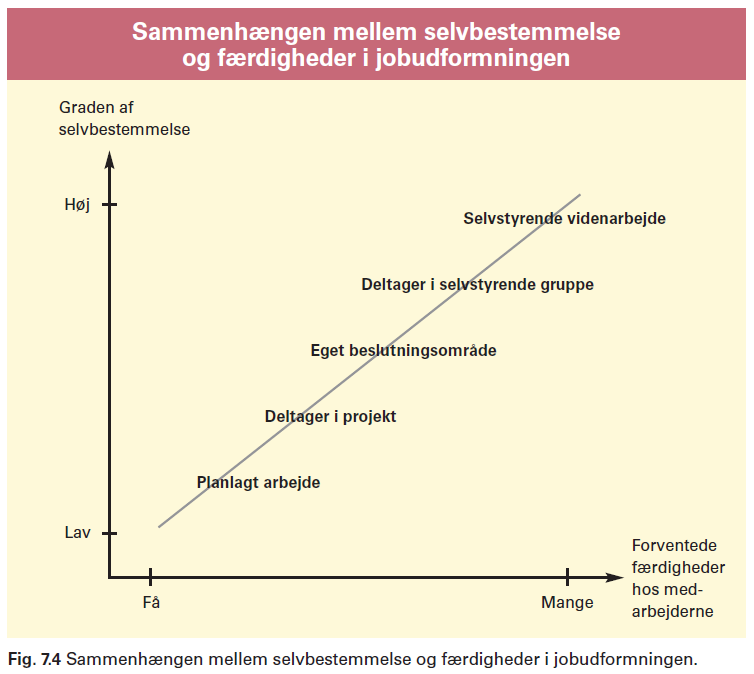 Sammenhængen mellem selvbestemmelse
og færdigheder i jobudformningen
Graden af
selvbestemmelse
Høj
Selvstyrende videnarbejde
Deltager i selvstyrende gruppe
Eget beslutningsområde
Deltager i projekt
Planlagt arbejde
Lav
Forventede
færdigheder
hos med-
arbejderne
Få
Mange
Fig. 7.4 Sammenhængen mellem selvbestemmelse og færdigheder i jobudformningen.